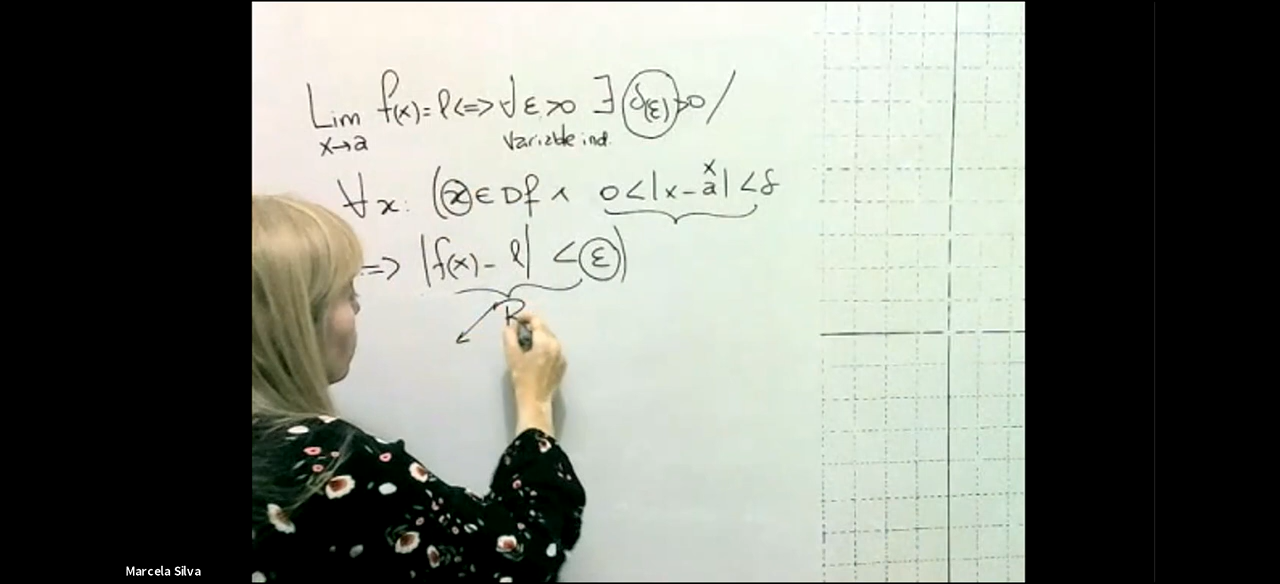 Lim f(x) = l <=> ∀ ε > 0 ∃ δ(ε) > 0 /
x→a
Variable ind.
∀ x: (x ∈ Df ∧ 0 < |x - a| < δ
x
=> |f(x) - l| < ε)
R
Marcela Silva